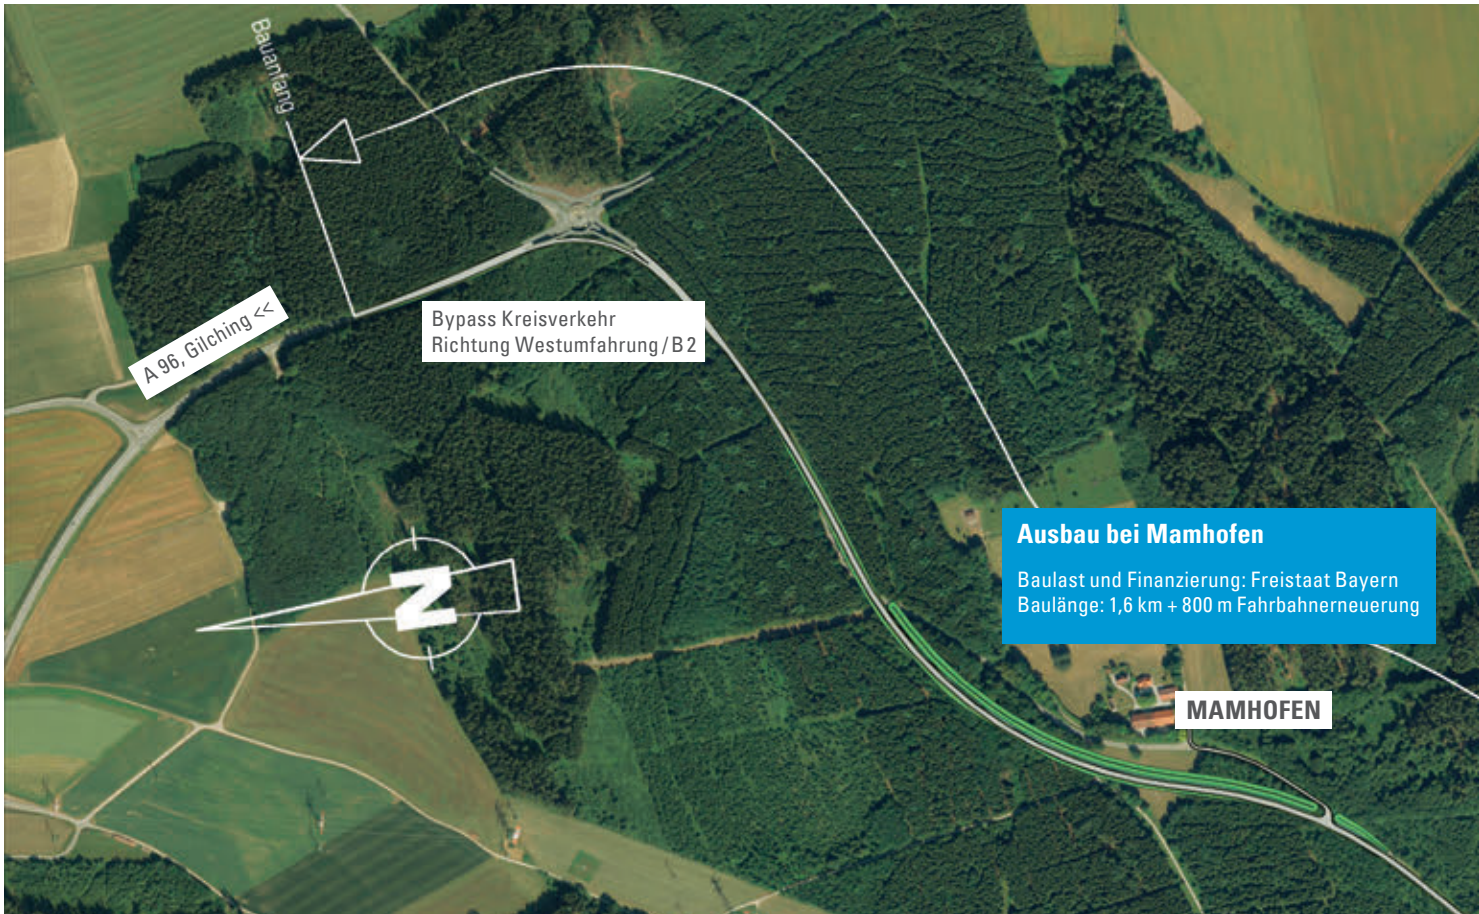 Bauanfang
A 96, Gilching <<
Bypass Kreisverkehr
Richtung Westumfahrung / B 2
N
Ausbau bei Mamhofen
Baulast und Finanzierung: Freistaat Bayern
Baulänge: 1,6 km + 800 m Fahrbahnerneuerung
MAMHOFEN